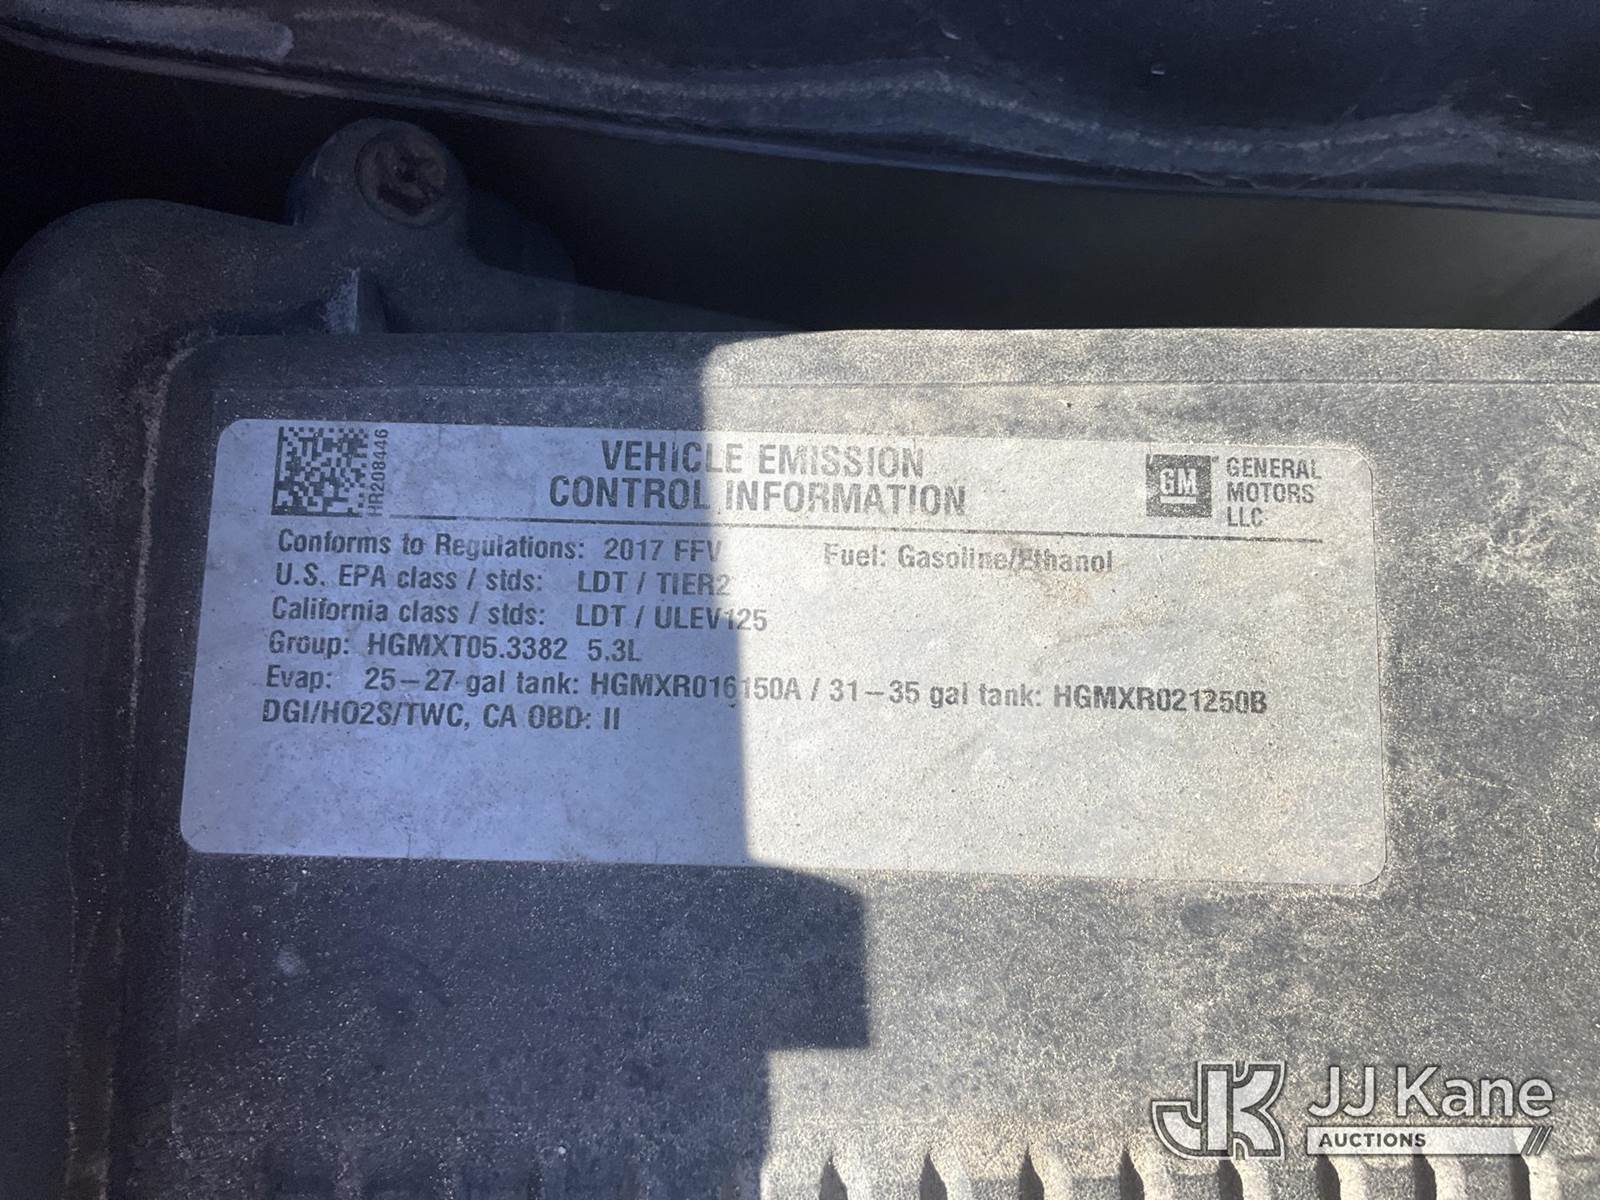 HR208446
VEHICLE EMISSION
CONTROL INFORMATION
GM
GENERAL
MOTORS
LLC
Conforms to Regulations: 2017 FFV Fuel: Gasoline/Ethanol
U.S. EPA class / stds: LDT / TIER2
California class / stds: LDT / ULEV125
Group: HGMXT05.3382 5.3L
Evap: 25–27 gal tank: HGMXR016150A / 31–35 gal tank: HGMXR021250B
DGI/HO2S/TWC, CA OBD: II
JK JJ Kane
AUCTIONS